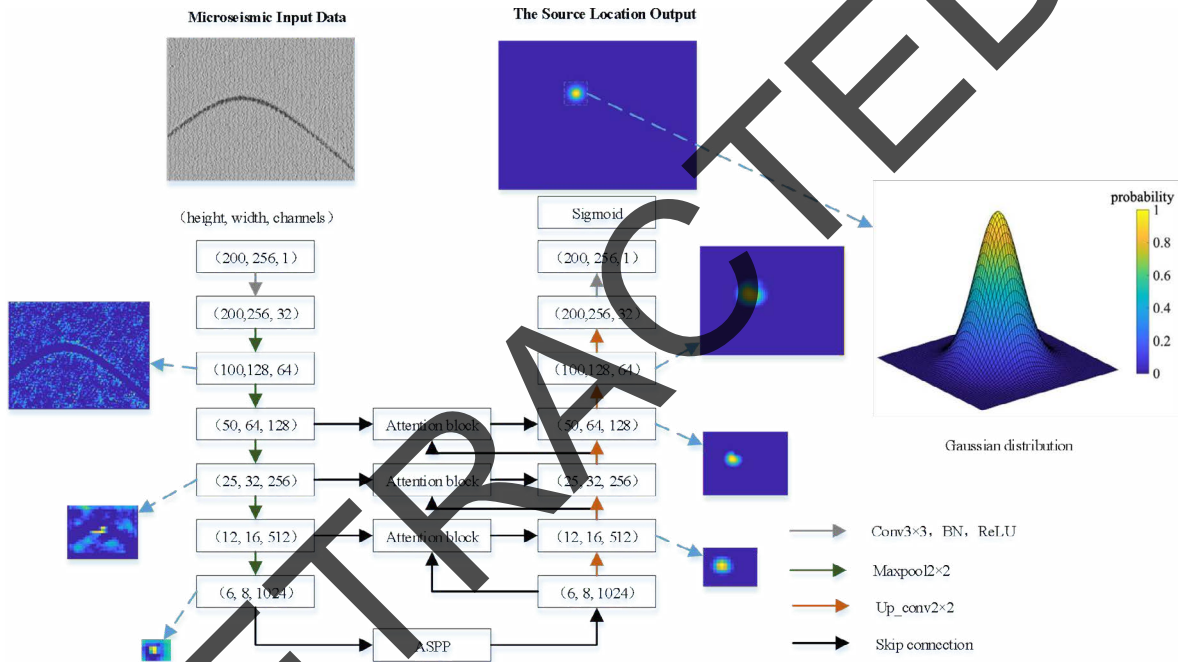 Microseismic Input Data
The Source Location Output
(height, width, channels)
Sigmoid
(200, 256, 1)
(200, 256, 1)
(200,256, 32)
(200,256, 32)
(100,128, 64)
(100,128, 64)
(50, 64, 128)
Attention block
(50, 64, 128)
(25, 32, 256)
Attention block
(25, 32, 256)
(12, 16, 512)
Attention block
(12, 16, 512)
(6, 8, 1024)
(6, 8, 1024)
ASPP
probability
1
0.8
0.6
0.4
0.2
0
Gaussian distribution
Conv3×3, BN, ReLU
Maxpool2×2
Up_conv2×2
Skip connection
TRACTED